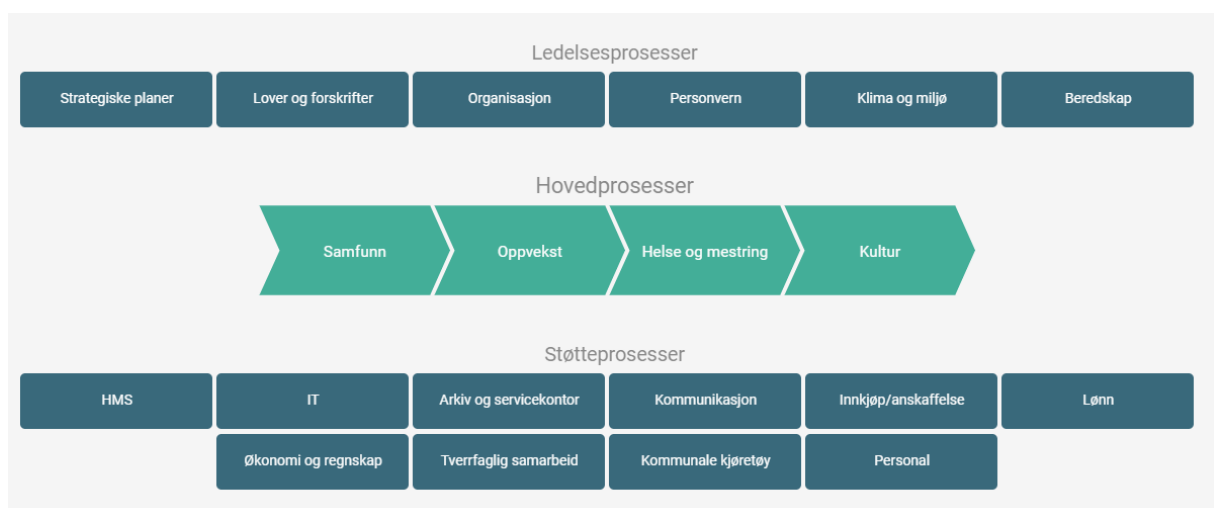 Ledelsesprosesser
Strategiske planer
Lover og forskrifter
Organisasjon
Personvern
Klima og miljø
Beredskap
Hovedprosesser
Samfunn
Oppvekst
Helse og mestring
Kultur
Støtteprosesser
HMS
IT
Arkiv og servicekontor
Kommunikasjon
Innkjøp/anskaffelse
Lønn
Økonomi og regnskap
Tverrfaglig samarbeid
Kommunale kjøretøy
Personal